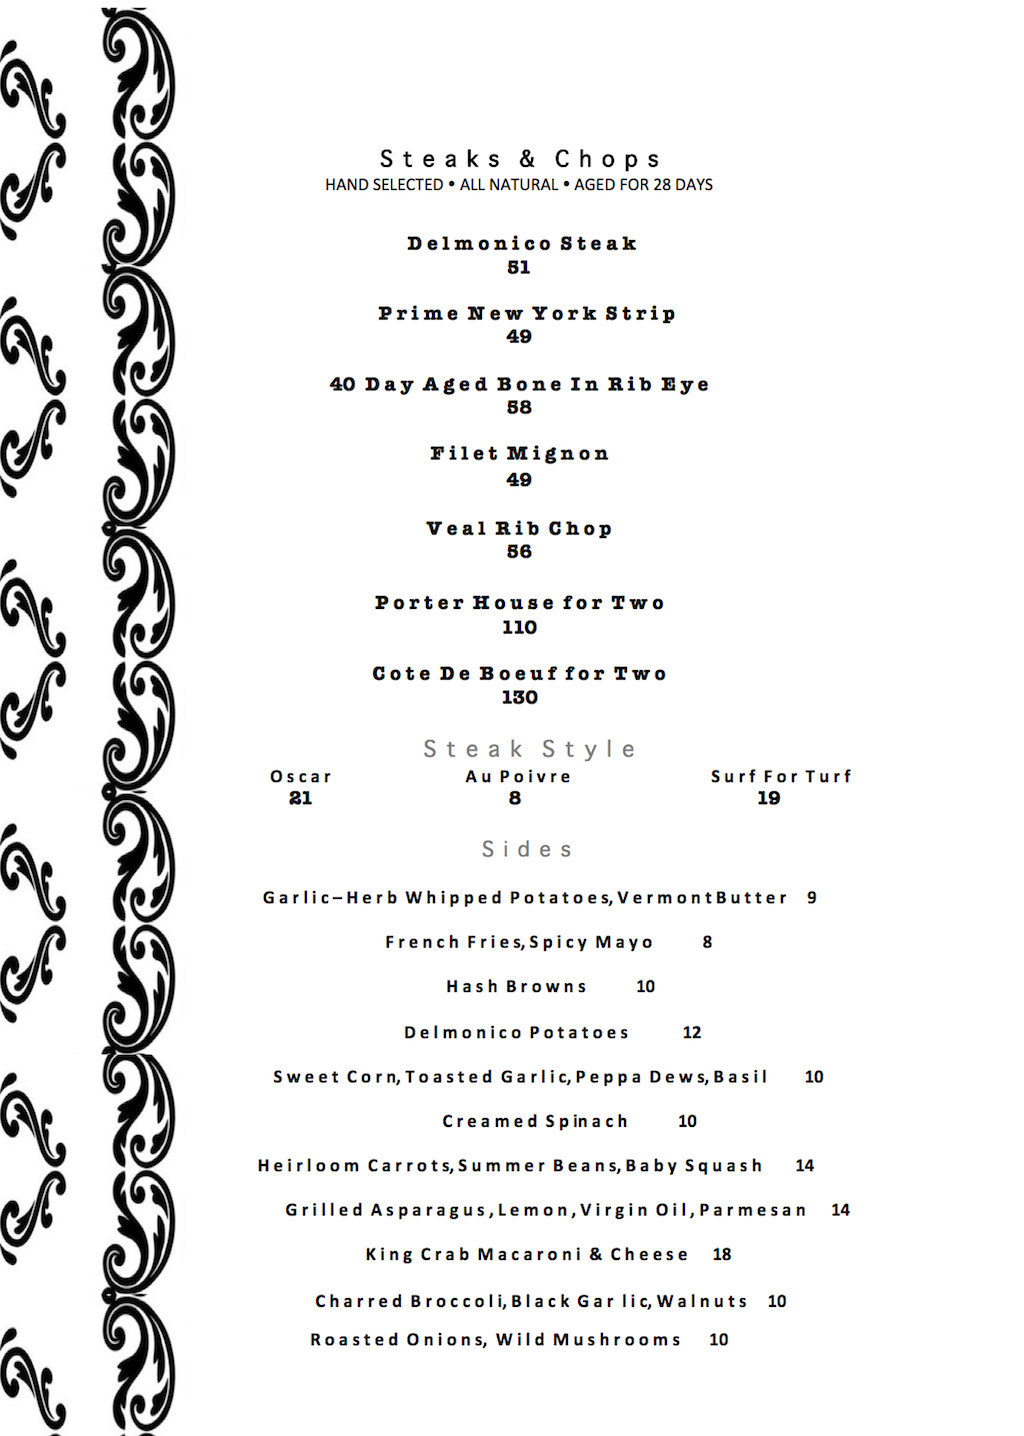 Steaks & Chops
HAND SELECTED • ALL NATURAL • AGED FOR 28 DAYS
Delmonico Steak
51
Prime New York Strip
49
40 Day Aged Bone In Rib Eye
58
Filet Mignon
49
Veal Rib Chop
56
Porter House for Two
110
Cote De Boeuf for Two
130
Steak Style
Oscar Au Poivre Surf For Turf
21 8 19
Sides
Garlic–Herb Whipped Potatoes, Vermont Butter 9
French Fries, Spicy Mayo 8
Hash Browns 10
Delmonico Potatoes 12
Sweet Corn, Toasted Garlic, Peppa Dews, Basil 10
Creamed Spinach 10
Heirloom Carrots, Summer Beans, Baby Squash 14
Grilled Asparagus, Lemon, Virgin Oil, Parmesan 14
King Crab Macaroni & Cheese 18
Charred Broccoli, Black Garlic, Walnuts 10
Roasted Onions, Wild Mushrooms 10